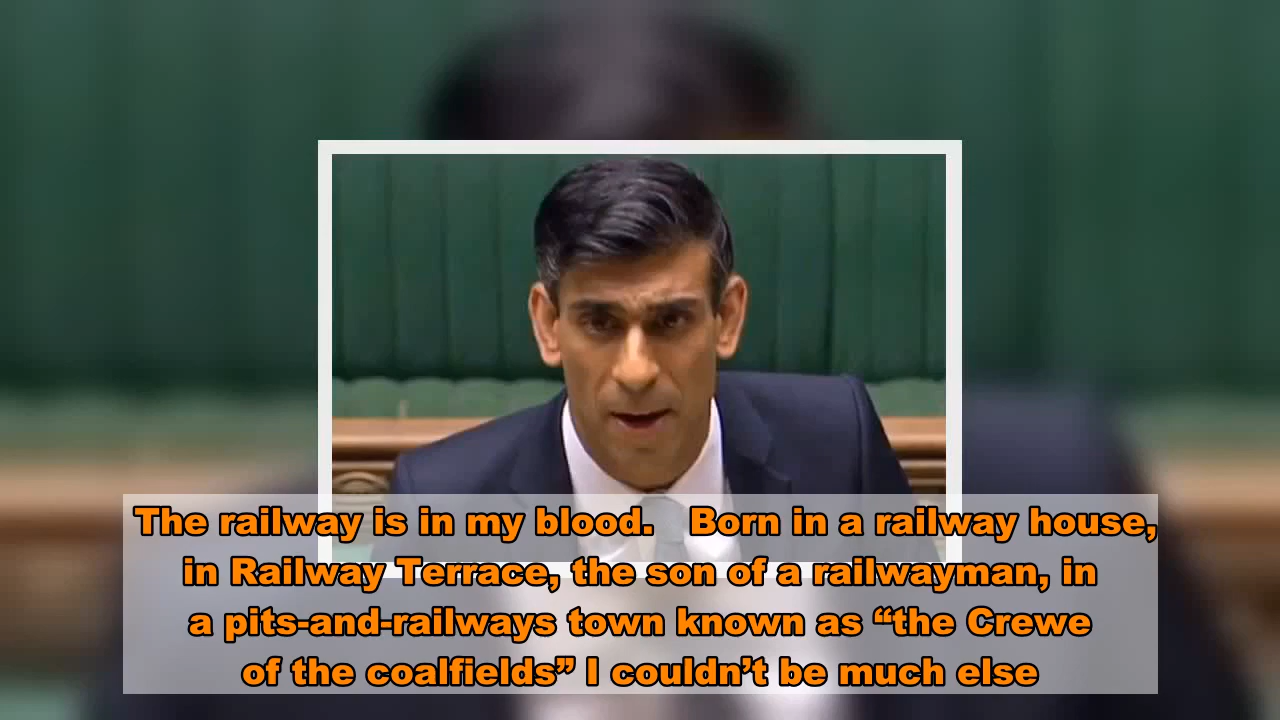 The railway is in my blood. Born in a railway house,
in Railway Terrace, the son of a railwayman, in
a pits-and-railways town known as “the Crewe
of the coalfields” I couldn’t be much else